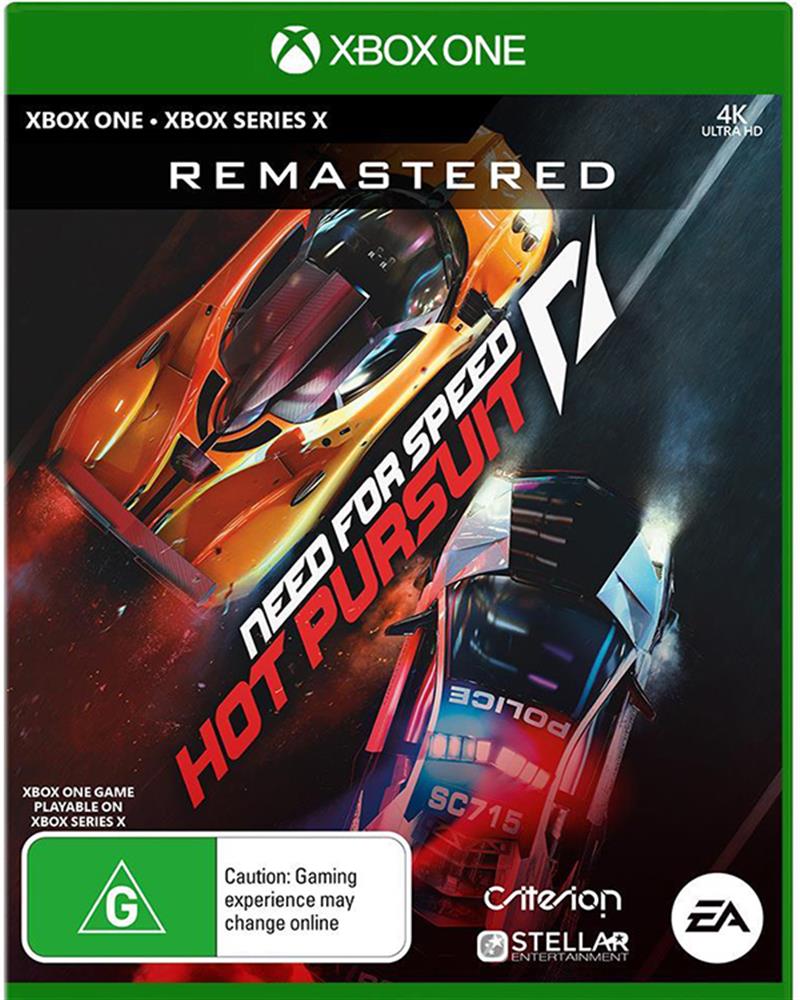 XBOX ONE
XBOX ONE • XBOX SERIES X
4K
ULTRA HD
REMASTERED
NEED FOR SPEED
HOT PURSUIT
POLICE
SC715
XBOX ONE GAME
PLAYABLE ON
XBOX SERIES X
G
Caution: Gaming
experience may
change online
Criterion
STELLAR
ENTERTAINMENT
EA